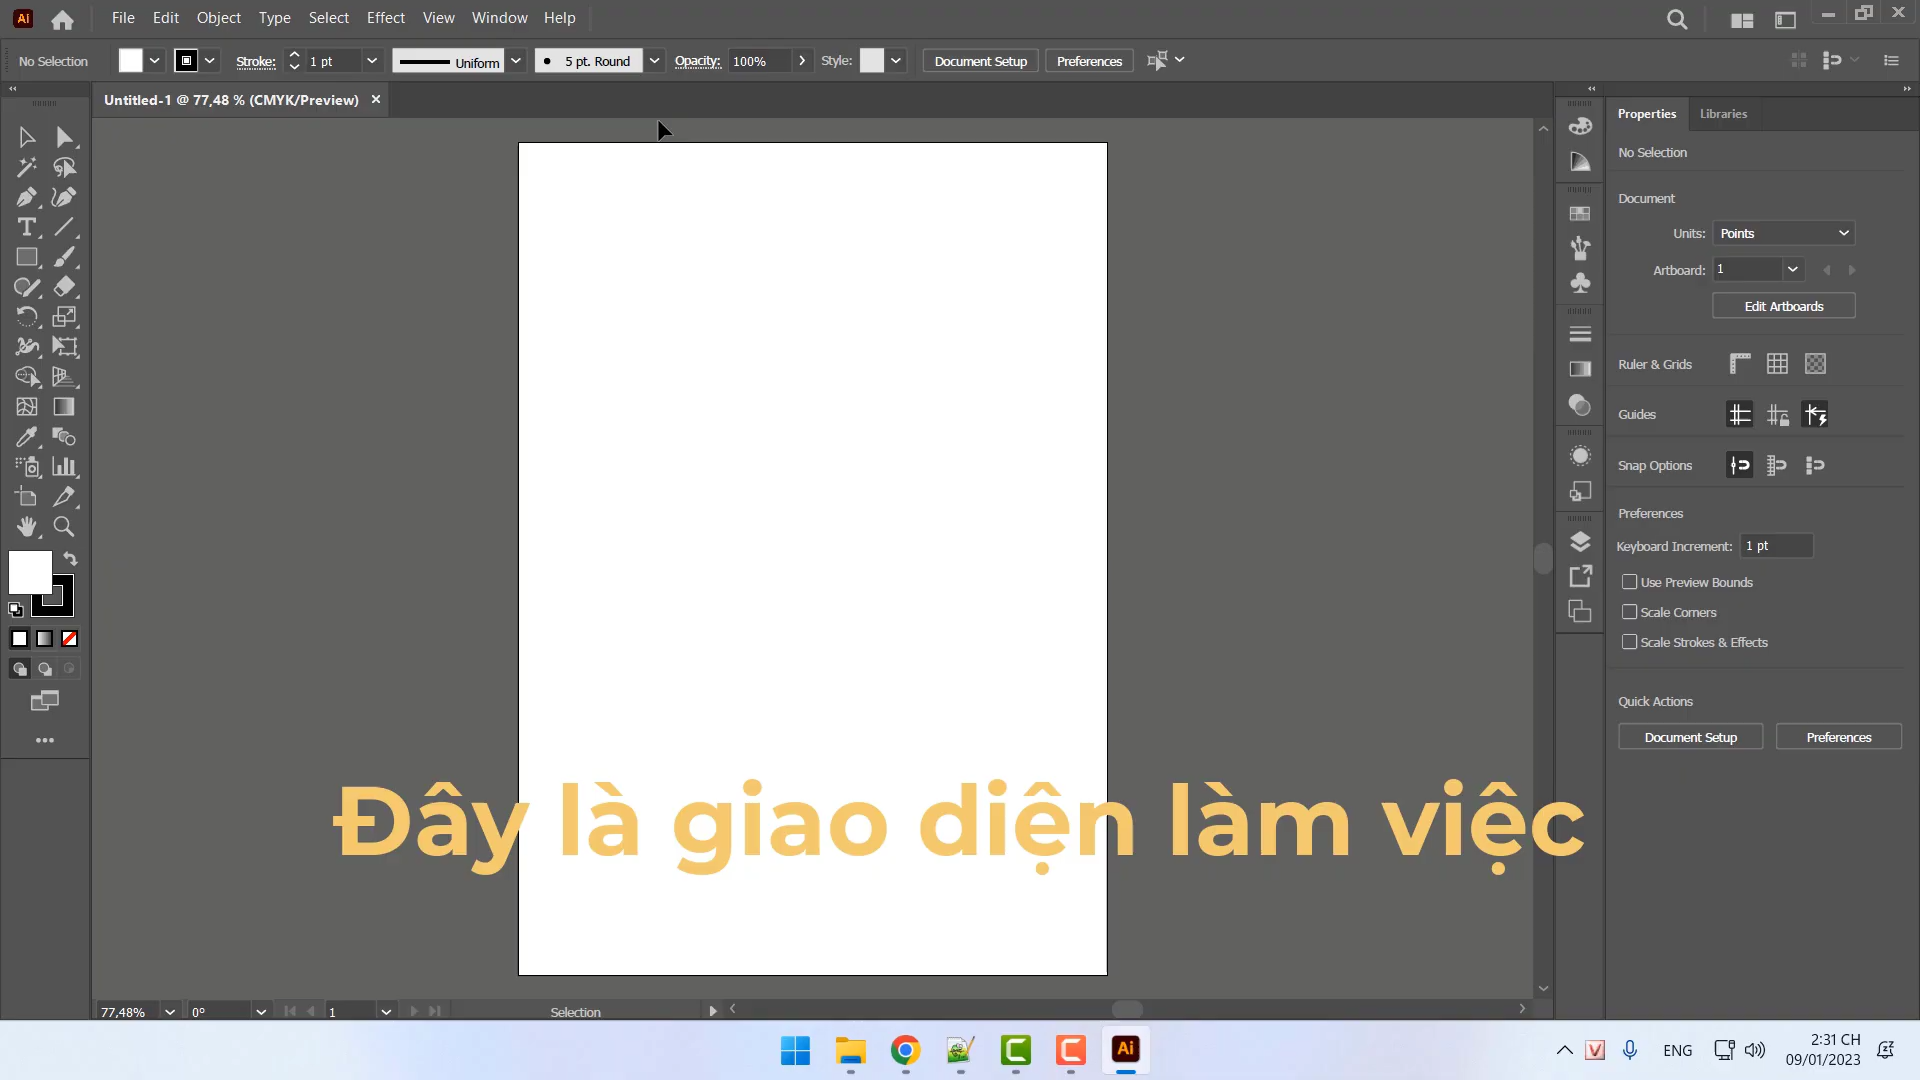 Ai File Edit Object Type Select Effect View Window Help
No Selection Stroke: 1 pt Uniform 5 pt. Round Opacity: 100% Style: Document Setup Preferences
Untitled-1 @ 77,48 % (CMYK/Preview) ×
Properties Libraries
No Selection
Document
Units: Points
Artboard: 1
Edit Artboards
Ruler & Grids
Guides
Snap Options
Preferences
Keyboard Increment: 1 pt
Use Preview Bounds
Scale Corners
Scale Strokes & Effects
Quick Actions
Document Setup Preferences
Đây là giao diện làm việc
77,48% 0° 1 Selection
Ai ENG 2:31 CH
09/01/2023